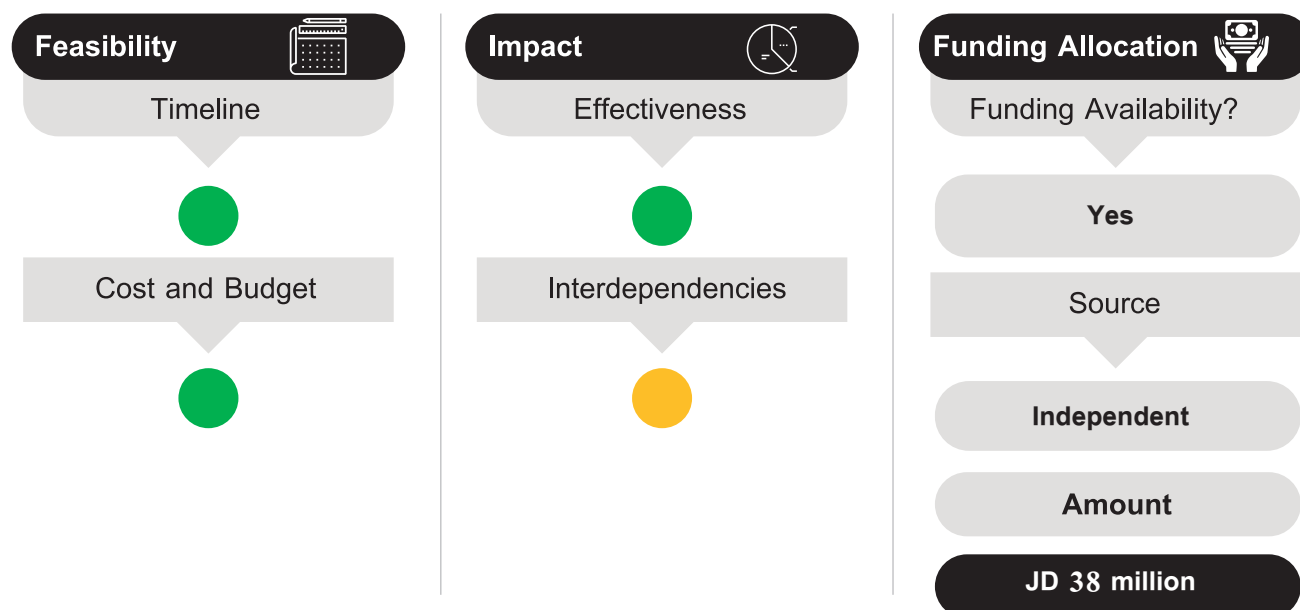 Feasibility
Timeline
Cost and Budget
Impact
Effectiveness
Interdependencies
Funding Allocation
Funding Availability?
Yes
Source
Independent
Amount
JD 38 million